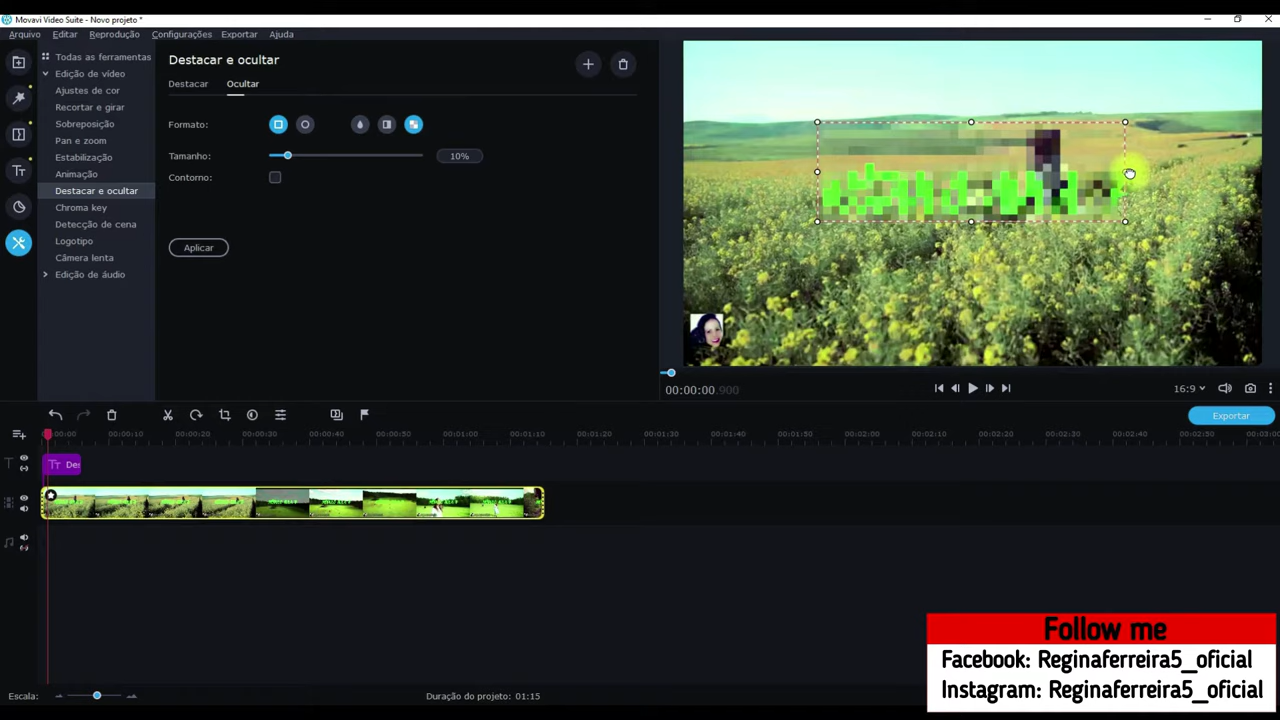 Movavi Video Suite - Novo projeto *
Arquivo Editar Reprodução Configurações Exportar Ajuda
Todas as ferramentas
Edição de vídeo
Ajustes de cor
Recortar e girar
Sobreposição
Pan e zoom
Estabilização
Animação
Destacar e ocultar
Chroma key
Detecção de cena
Logotipo
Câmera lenta
Edição de áudio
Destacar e ocultar
Destacar Ocultar
Formato:
Tamanho: 10%
Contorno:
Aplicar
00:00:00.900
16:9
Exportar
00:00:10 00:00:20 00:00:30 00:00:40 00:00:50 00:01:00 00:01:10 00:01:20 00:01:30 00:01:40 00:01:50 00:02:00 00:02:10 00:02:20 00:02:30 00:02:40 00:02:50
Follow me
Facebook: Reginaferreira5_oficial
Instagram: Reginaferreira5_oficial
Escala: Duração do projeto: 01:15